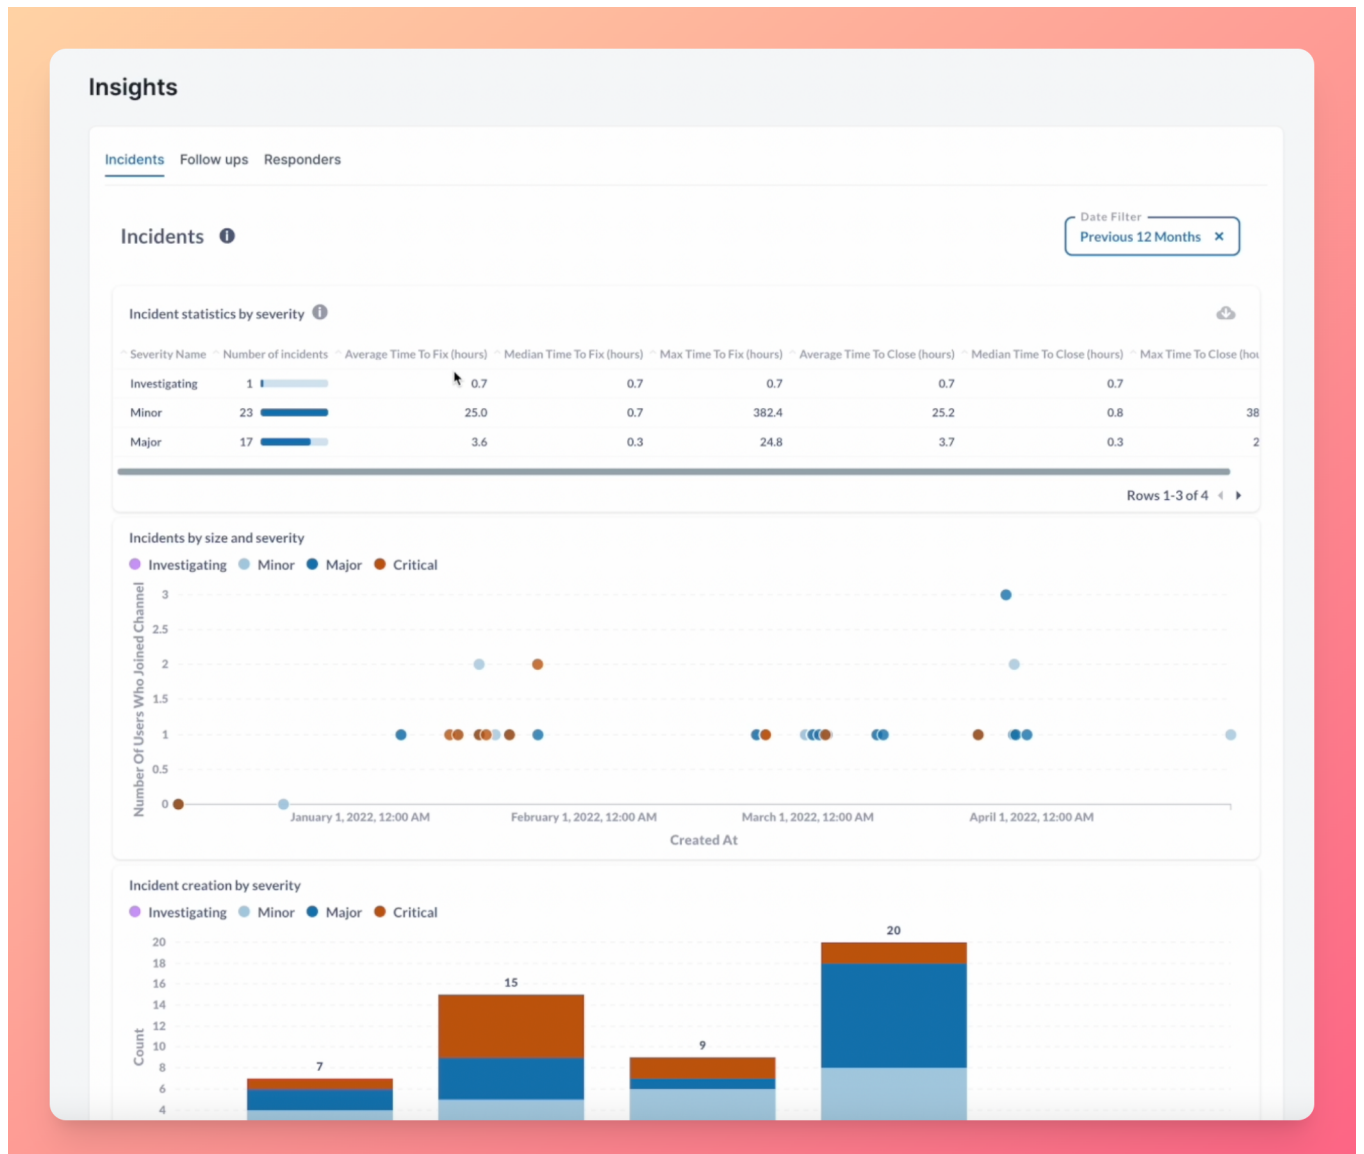 Insights
Incidents Follow ups Responders
Incidents
Date Filter
Previous 12 Months
Incident statistics by severity
Severity Name Number of incidents Average Time To Fix (hours) Median Time To Fix (hours) Max Time To Fix (hours) Average Time To Close (hours) Median Time To Close (hours) Max Time To Close (hou
Investigating 1 0.7 0.7 0.7 0.7 0.7
Minor 23 25.0 0.7 382.4 25.2 0.8 38
Major 17 3.6 0.3 24.8 3.7 0.3 2
Rows 1-3 of 4
Incidents by size and severity
Investigating Minor Major Critical
Number Of Users Who Joined Channel
3
2.5
2
1.5
1
0.5
0
January 1, 2022, 12:00 AM February 1, 2022, 12:00 AM March 1, 2022, 12:00 AM April 1, 2022, 12:00 AM
Created At
Incident creation by severity
Investigating Minor Major Critical
Count
20
18
16
14
12
10
8
6
4
7
15
9
20